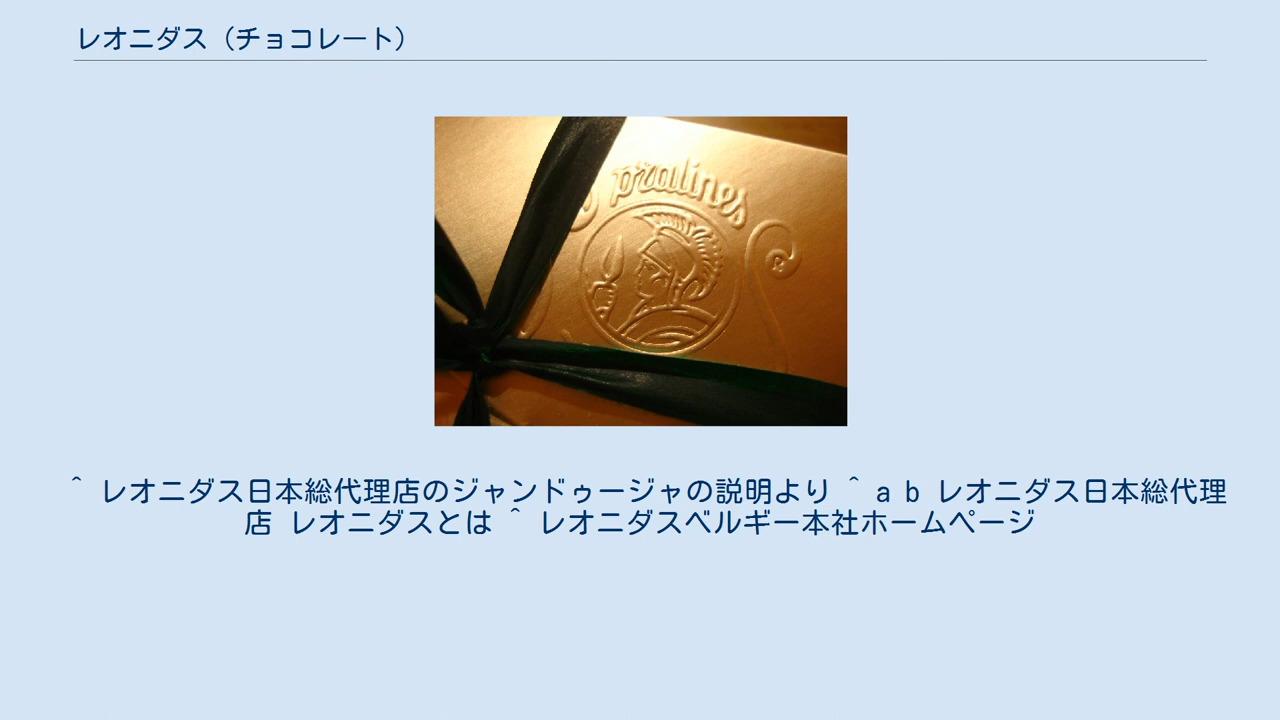 レオニダス（チョコレート）
pralines
^ レオニダス日本総代理店のジャンドゥージャの説明より ^ a b レオニダス日本総代理
店 レオニダスとは ^ レオニダスベルギー本社ホームページ